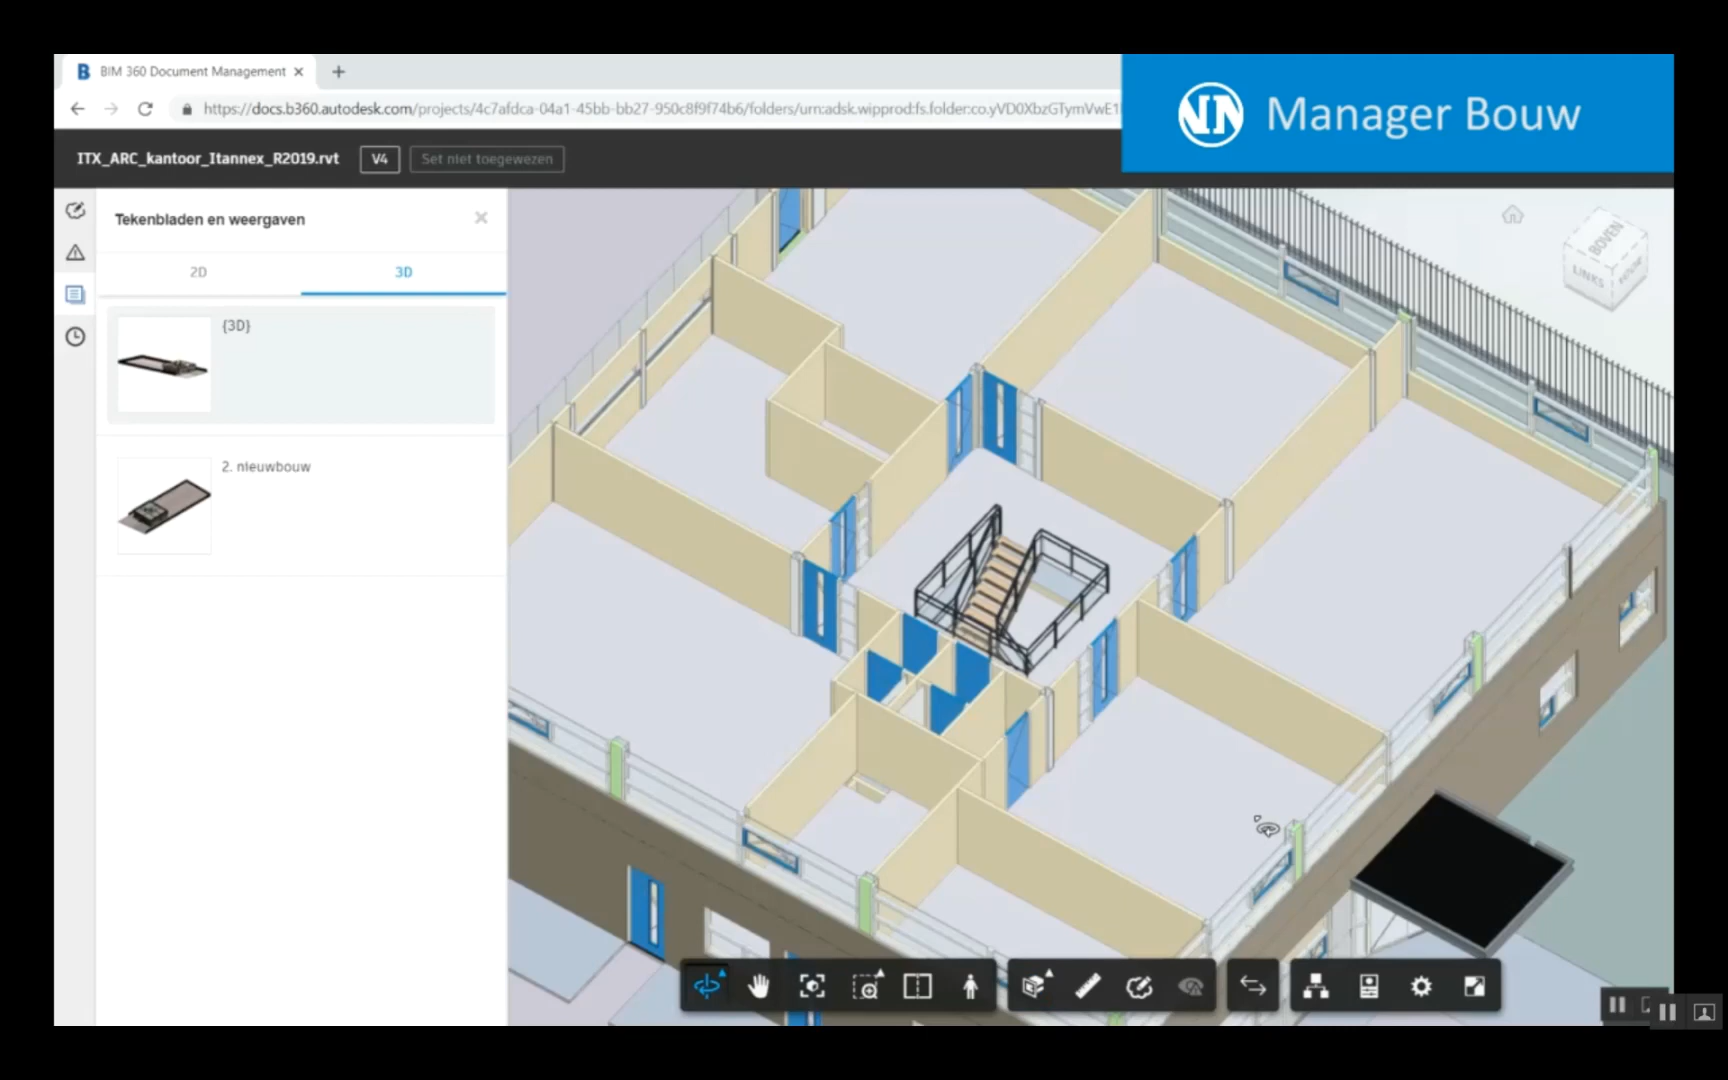 BIM 360 Document Management
https://docs.b360.autodesk.com/projects/4c7afdca-04a1-45bb-bb27-950c8f9f74b6/folders/urn:adsk.wipprod:fs.folder:co.yVD0XbzGTymVwE1
Manager Bouw
ITX_ARC_kantoor_Itannex_R2019.rvt V4 Set niet toegewezen
Tekenbladen en weergaven
2D 3D
{3D}
2. nieuwbouw
BOVEN
LINKS